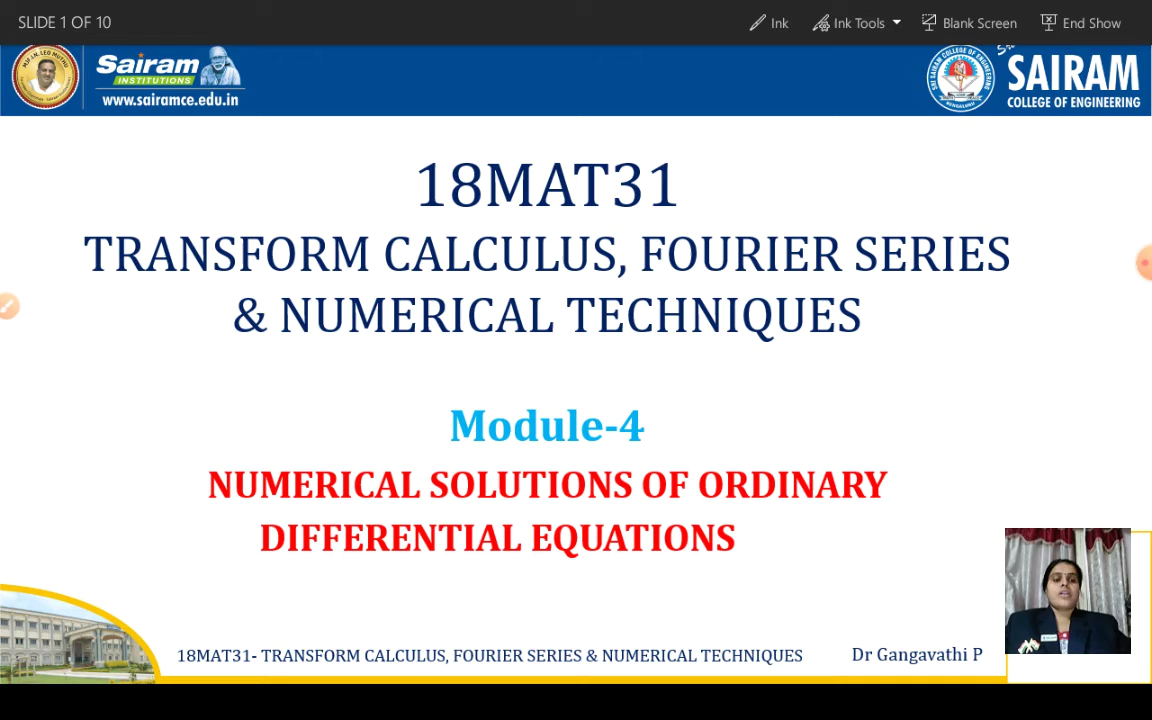 SLIDE 1 OF 10
Ink
Ink Tools
Blank Screen
End Show
Sairam
INSTITUTIONS
www.sairamce.edu.in
SAIRAM
COLLEGE OF ENGINEERING
18MAT31
TRANSFORM CALCULUS, FOURIER SERIES
& NUMERICAL TECHNIQUES
Module-4
NUMERICAL SOLUTIONS OF ORDINARY
DIFFERENTIAL EQUATIONS
18MAT31- TRANSFORM CALCULUS, FOURIER SERIES & NUMERICAL TECHNIQUES
Dr Gangavathi P